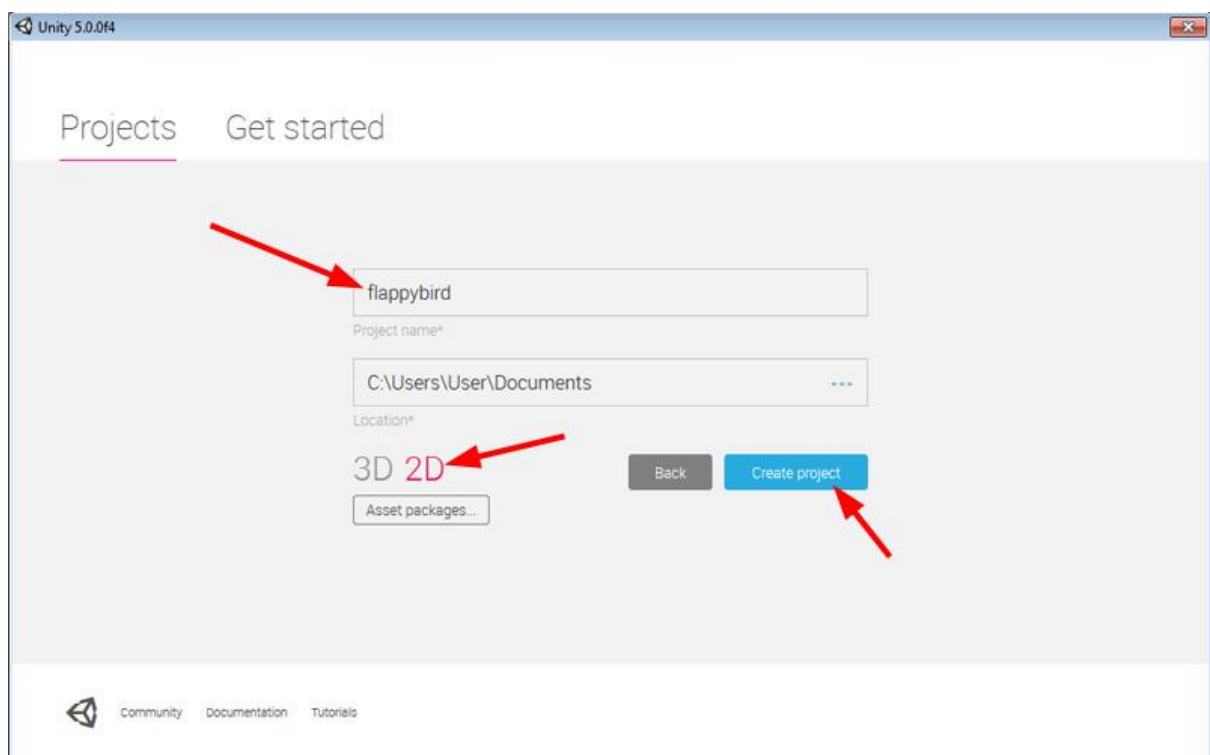 Unity 5.0.0f4
Projects Get started
flappybird
Project name*
C:\Users\User\Documents ...
Location*
3D 2D Back Create project
Asset packages...
Community Documentation Tutorials